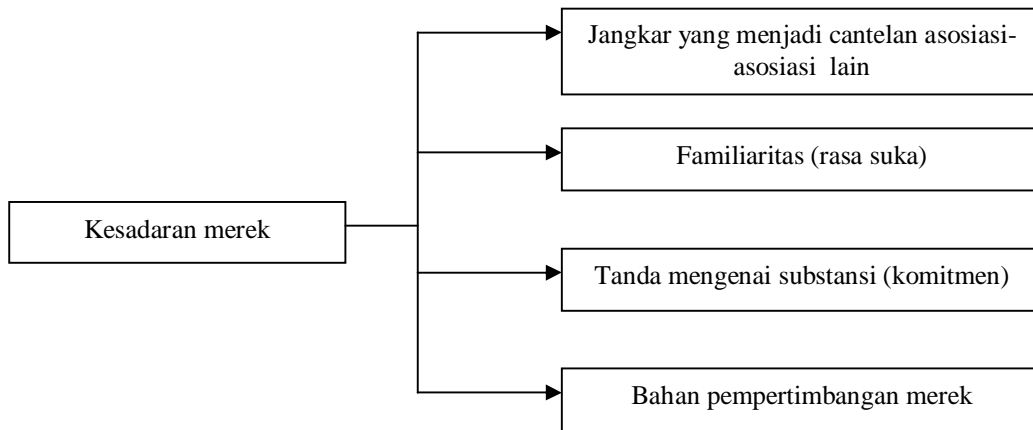 Jangkar yang menjadi cantelan asosiasi-
asosiasi lain
Familiaritas (rasa suka)
Kesadaran merek
Tanda mengenai substansi (komitmen)
Bahan pempertimbangan merek